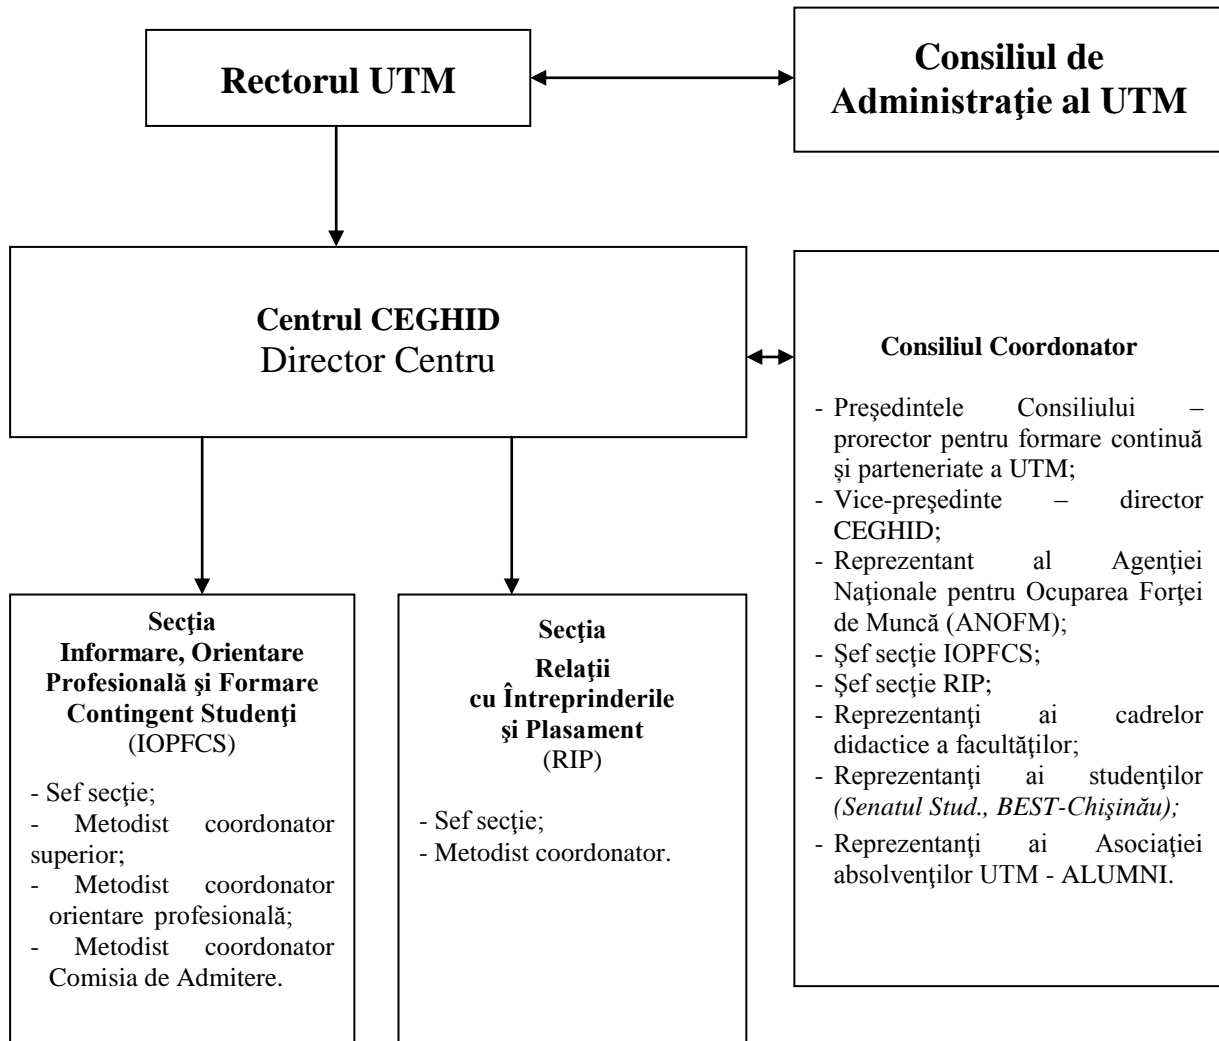 Rectorul UTM
Consiliul de
Administraţie al UTM
Centrul CEGHID
Director Centru
Consiliul Coordonator
- Preşedintele Consiliului –
prorector pentru formare continuă
și parteneriate a UTM;
- Vice-preşedinte – director
CEGHID;
- Reprezentant al Agenţiei
Naţionale pentru Ocuparea Forţei
de Muncă (ANOFM);
- Şef secţie IOPFCS;
- Şef secţie RIP;
- Reprezentanţi ai cadrelor
didactice a facultăţilor;
- Reprezentanţi ai studenţilor
(Senatul Stud., BEST-Chişinău);
- Reprezentanţi ai Asociaţiei
absolvenţilor UTM - ALUMNI.
Secţia
Informare, Orientare
Profesională şi Formare
Contingent Studenţi
(IOPFCS)
- Sef secţie;
- Metodist coordonator
superior;
- Metodist coordonator
orientare profesională;
- Metodist coordonator
Comisia de Admitere.
Secţia
Relaţii
cu Întreprinderile
şi Plasament
(RIP)
- Sef secţie;
- Metodist coordonator.